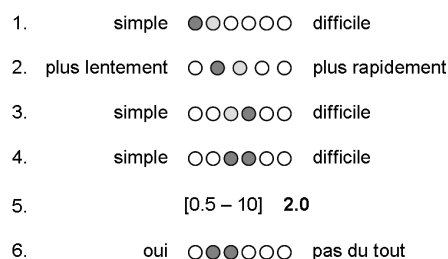 1. simple difficile
2. plus lentement plus rapidement
3. simple difficile
4. simple difficile
5. [0.5 – 10] 2.0
6. oui pas du tout